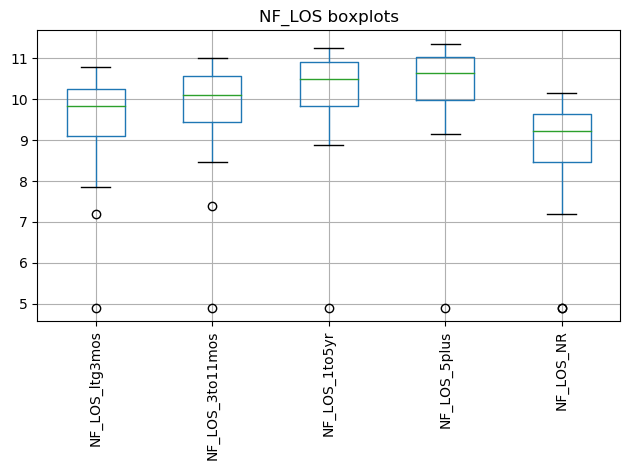 NF_LOS boxplots
11
10
9
8
7
6
5
NF_LOS_ltg3mos
NF_LOS_3to11mos
NF_LOS_1to5yr
NF_LOS_5plus
NF_LOS_NR